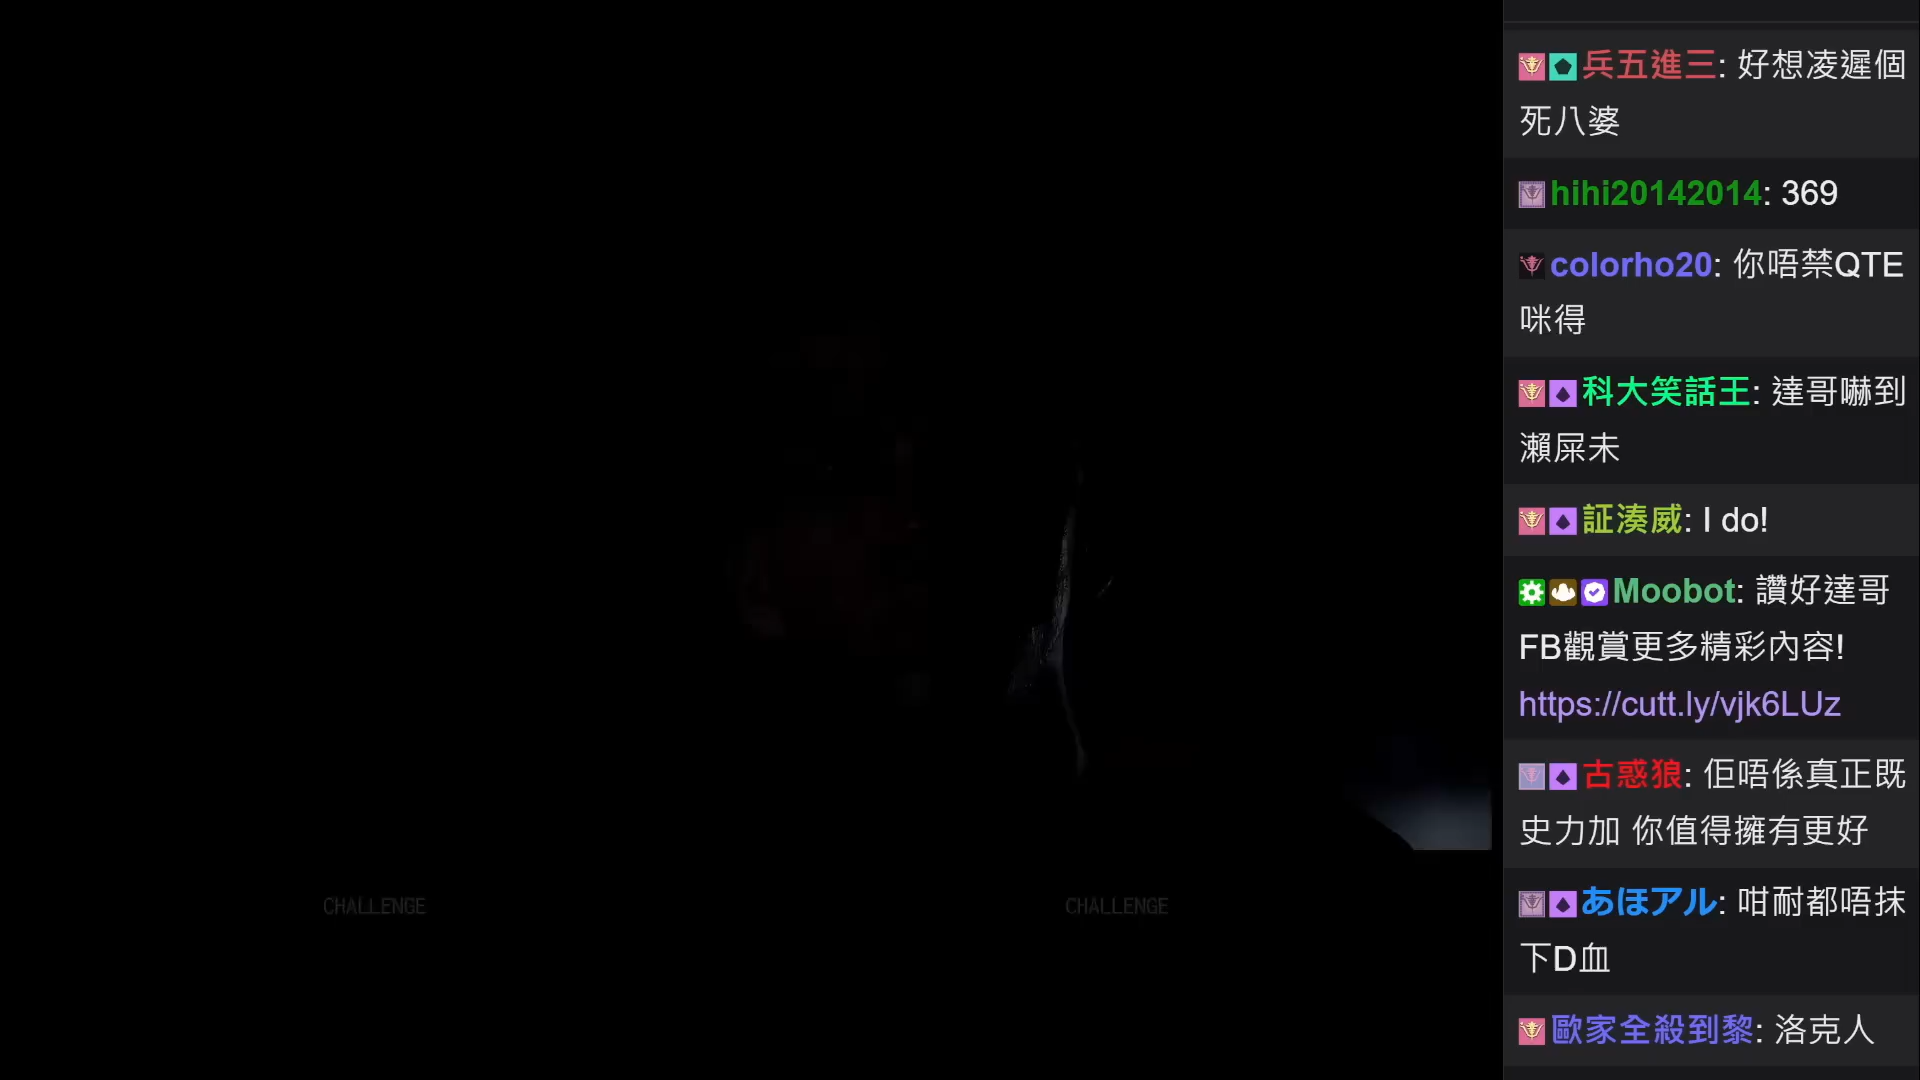 兵五進三: 好想凌遲個
死八婆
hihi20142014: 369
colorho20: 你唔禁QTE
咪得
科大笑話王: 達哥嚇到
瀨屎未
証湊威: I do!
Moobot: 讚好達哥
FB觀賞更多精彩內容!
https://cutt.ly/vjk6LUz
古惑狼: 佢唔係真正既
史力加 你值得擁有更好
あほアル: 咁耐都唔抹
下D血
歐家全殺到黎: 洛克人
CHALLENGE
CHALLENGE